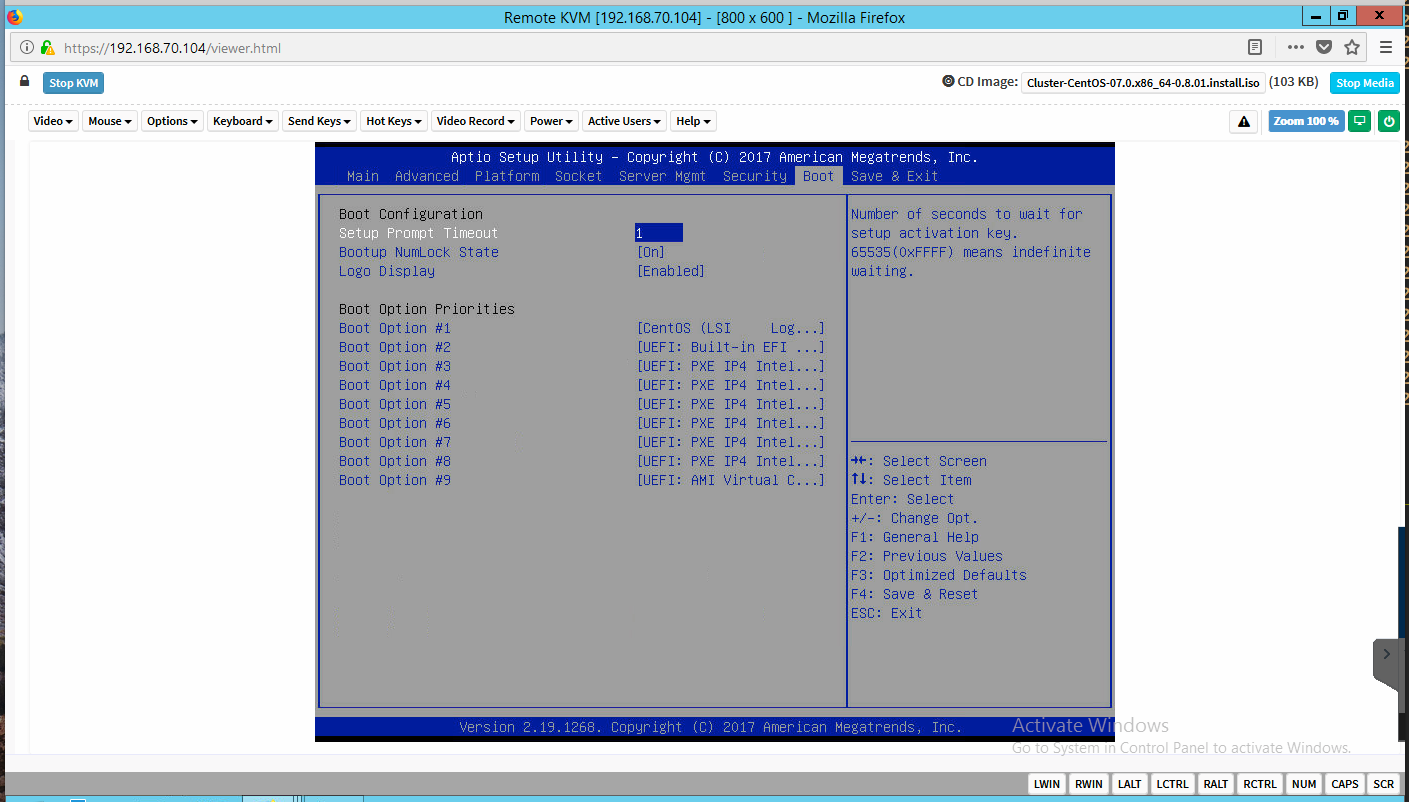 Remote KVM [192.168.70.104] - [800 x 600 ] - Mozilla Firefox
https://192.168.70.104/viewer.html
Stop KVM
CD Image: Cluster-CentOS-07.0.x86_64-0.8.01.install.iso (103 KB) Stop Media
Video Mouse Options Keyboard Send Keys Hot Keys Video Record Power Active Users Help Zoom 100 %
Aptio Setup Utility – Copyright (C) 2017 American Megatrends, Inc.
Main Advanced Platform Socket Server Mgmt Security Boot Save & Exit
Boot Configuration
Setup Prompt Timeout 1
Bootup NumLock State [On]
Logo Display [Enabled]
Boot Option Priorities
Boot Option #1 [CentOS (LSI Log...]
Boot Option #2 [UEFI: Built-in EFI ...]
Boot Option #3 [UEFI: PXE IP4 Intel...]
Boot Option #4 [UEFI: PXE IP4 Intel...]
Boot Option #5 [UEFI: PXE IP4 Intel...]
Boot Option #6 [UEFI: PXE IP4 Intel...]
Boot Option #7 [UEFI: PXE IP4 Intel...]
Boot Option #8 [UEFI: PXE IP4 Intel...]
Boot Option #9 [UEFI: AMI Virtual C...]
Number of seconds to wait for
setup activation key.
65535(0xFFFF) means indefinite
waiting.
→←: Select Screen
↑↓: Select Item
Enter: Select
+/-: Change Opt.
F1: General Help
F2: Previous Values
F3: Optimized Defaults
F4: Save & Reset
ESC: Exit
Version 2.19.1268. Copyright (C) 2017 American Megatrends, Inc.
Activate Windows
Go to System in Control Panel to activate Windows.
LWIN RWIN LALT LCTRL RALT RCTRL NUM CAPS SCR